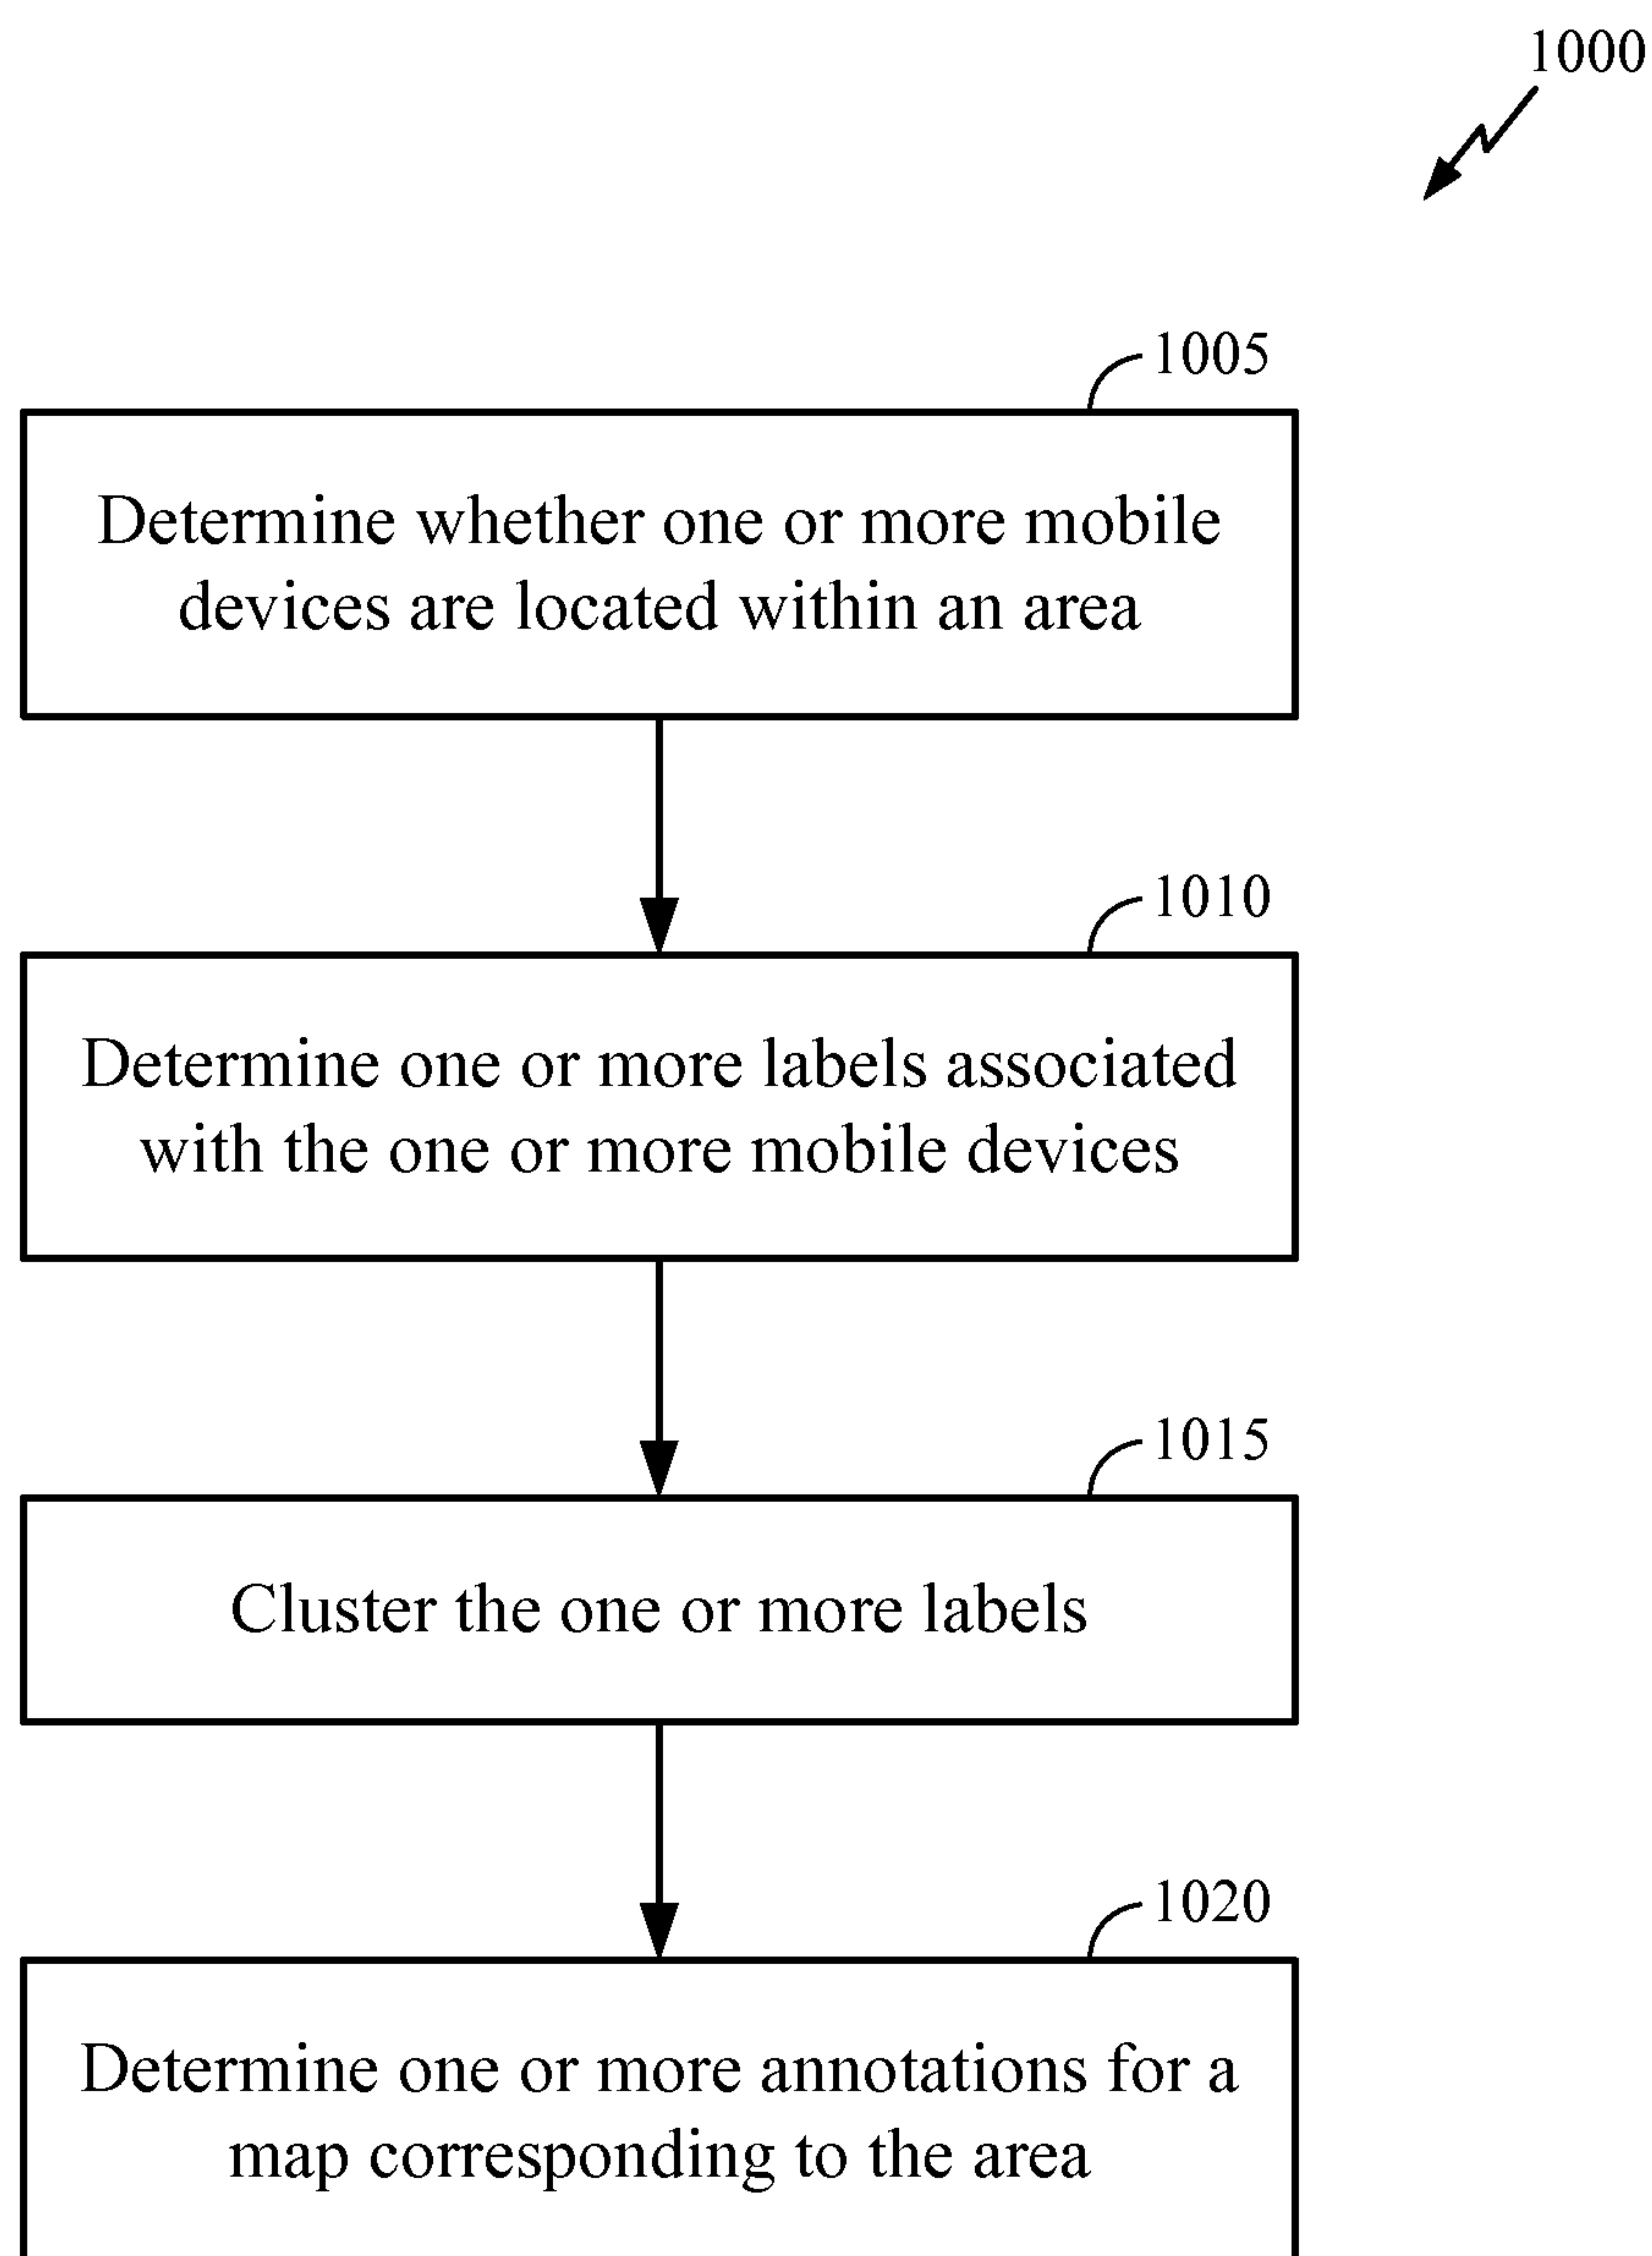 1000
1005
Determine whether one or more mobile
devices are located within an area
1010
Determine one or more labels associated
with the one or more mobile devices
1015
Cluster the one or more labels
1020
Determine one or more annotations for a
map corresponding to the area